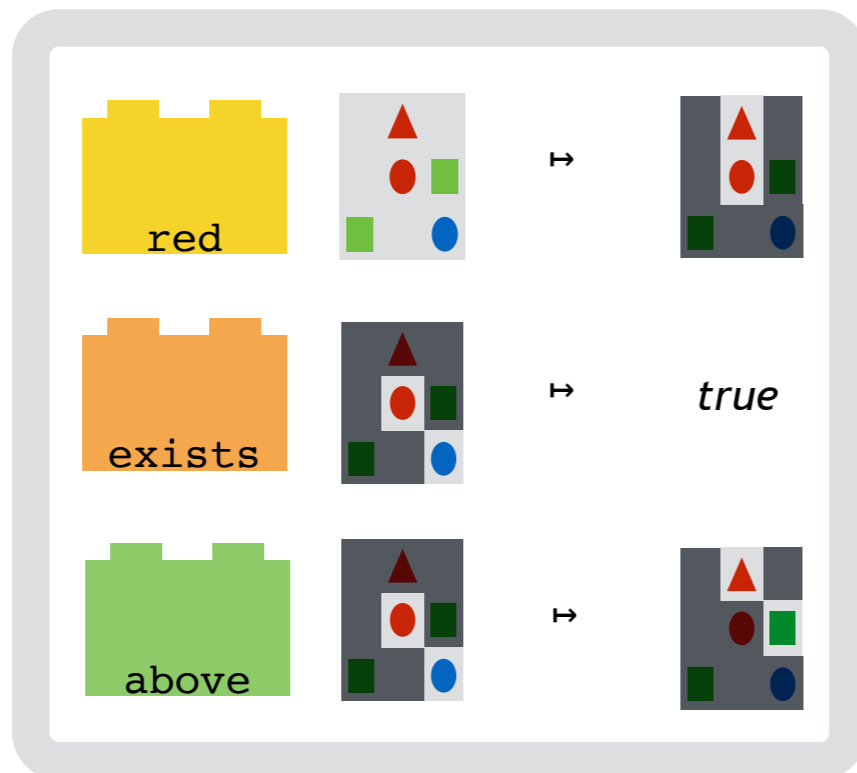 red ↦
exists ↦ true
above ↦